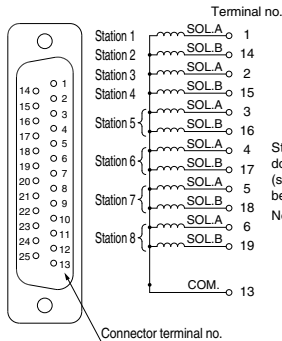 Terminal no.
Station 1 SOL.A 1
Station 2 SOL.B 14
Station 3 SOL.A 2
Station 4 SOL.B 15
Station 5 SOL.A 3
SOL.B 16
Station 6 SOL.A 4
SOL.B 17
Station 7 SOL.A 5
SOL.B 18
Station 8 SOL.A 6
SOL.B 19
COM. 13
St
do
(s
be
N
1
14
2
15
3
16
4
17
5
18
6
19
7
20
8
21
9
22
10
23
11
24
12
25
13
Connector terminal no.